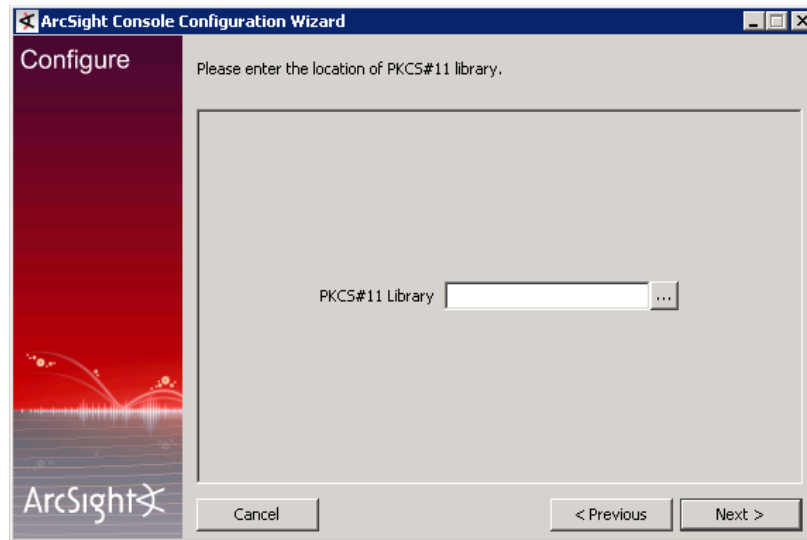 ArcSight Console Configuration Wizard
Configure
Please enter the location of PKCS#11 library.
PKCS#11 Library
...
ArcSight
Cancel
< Previous
Next >